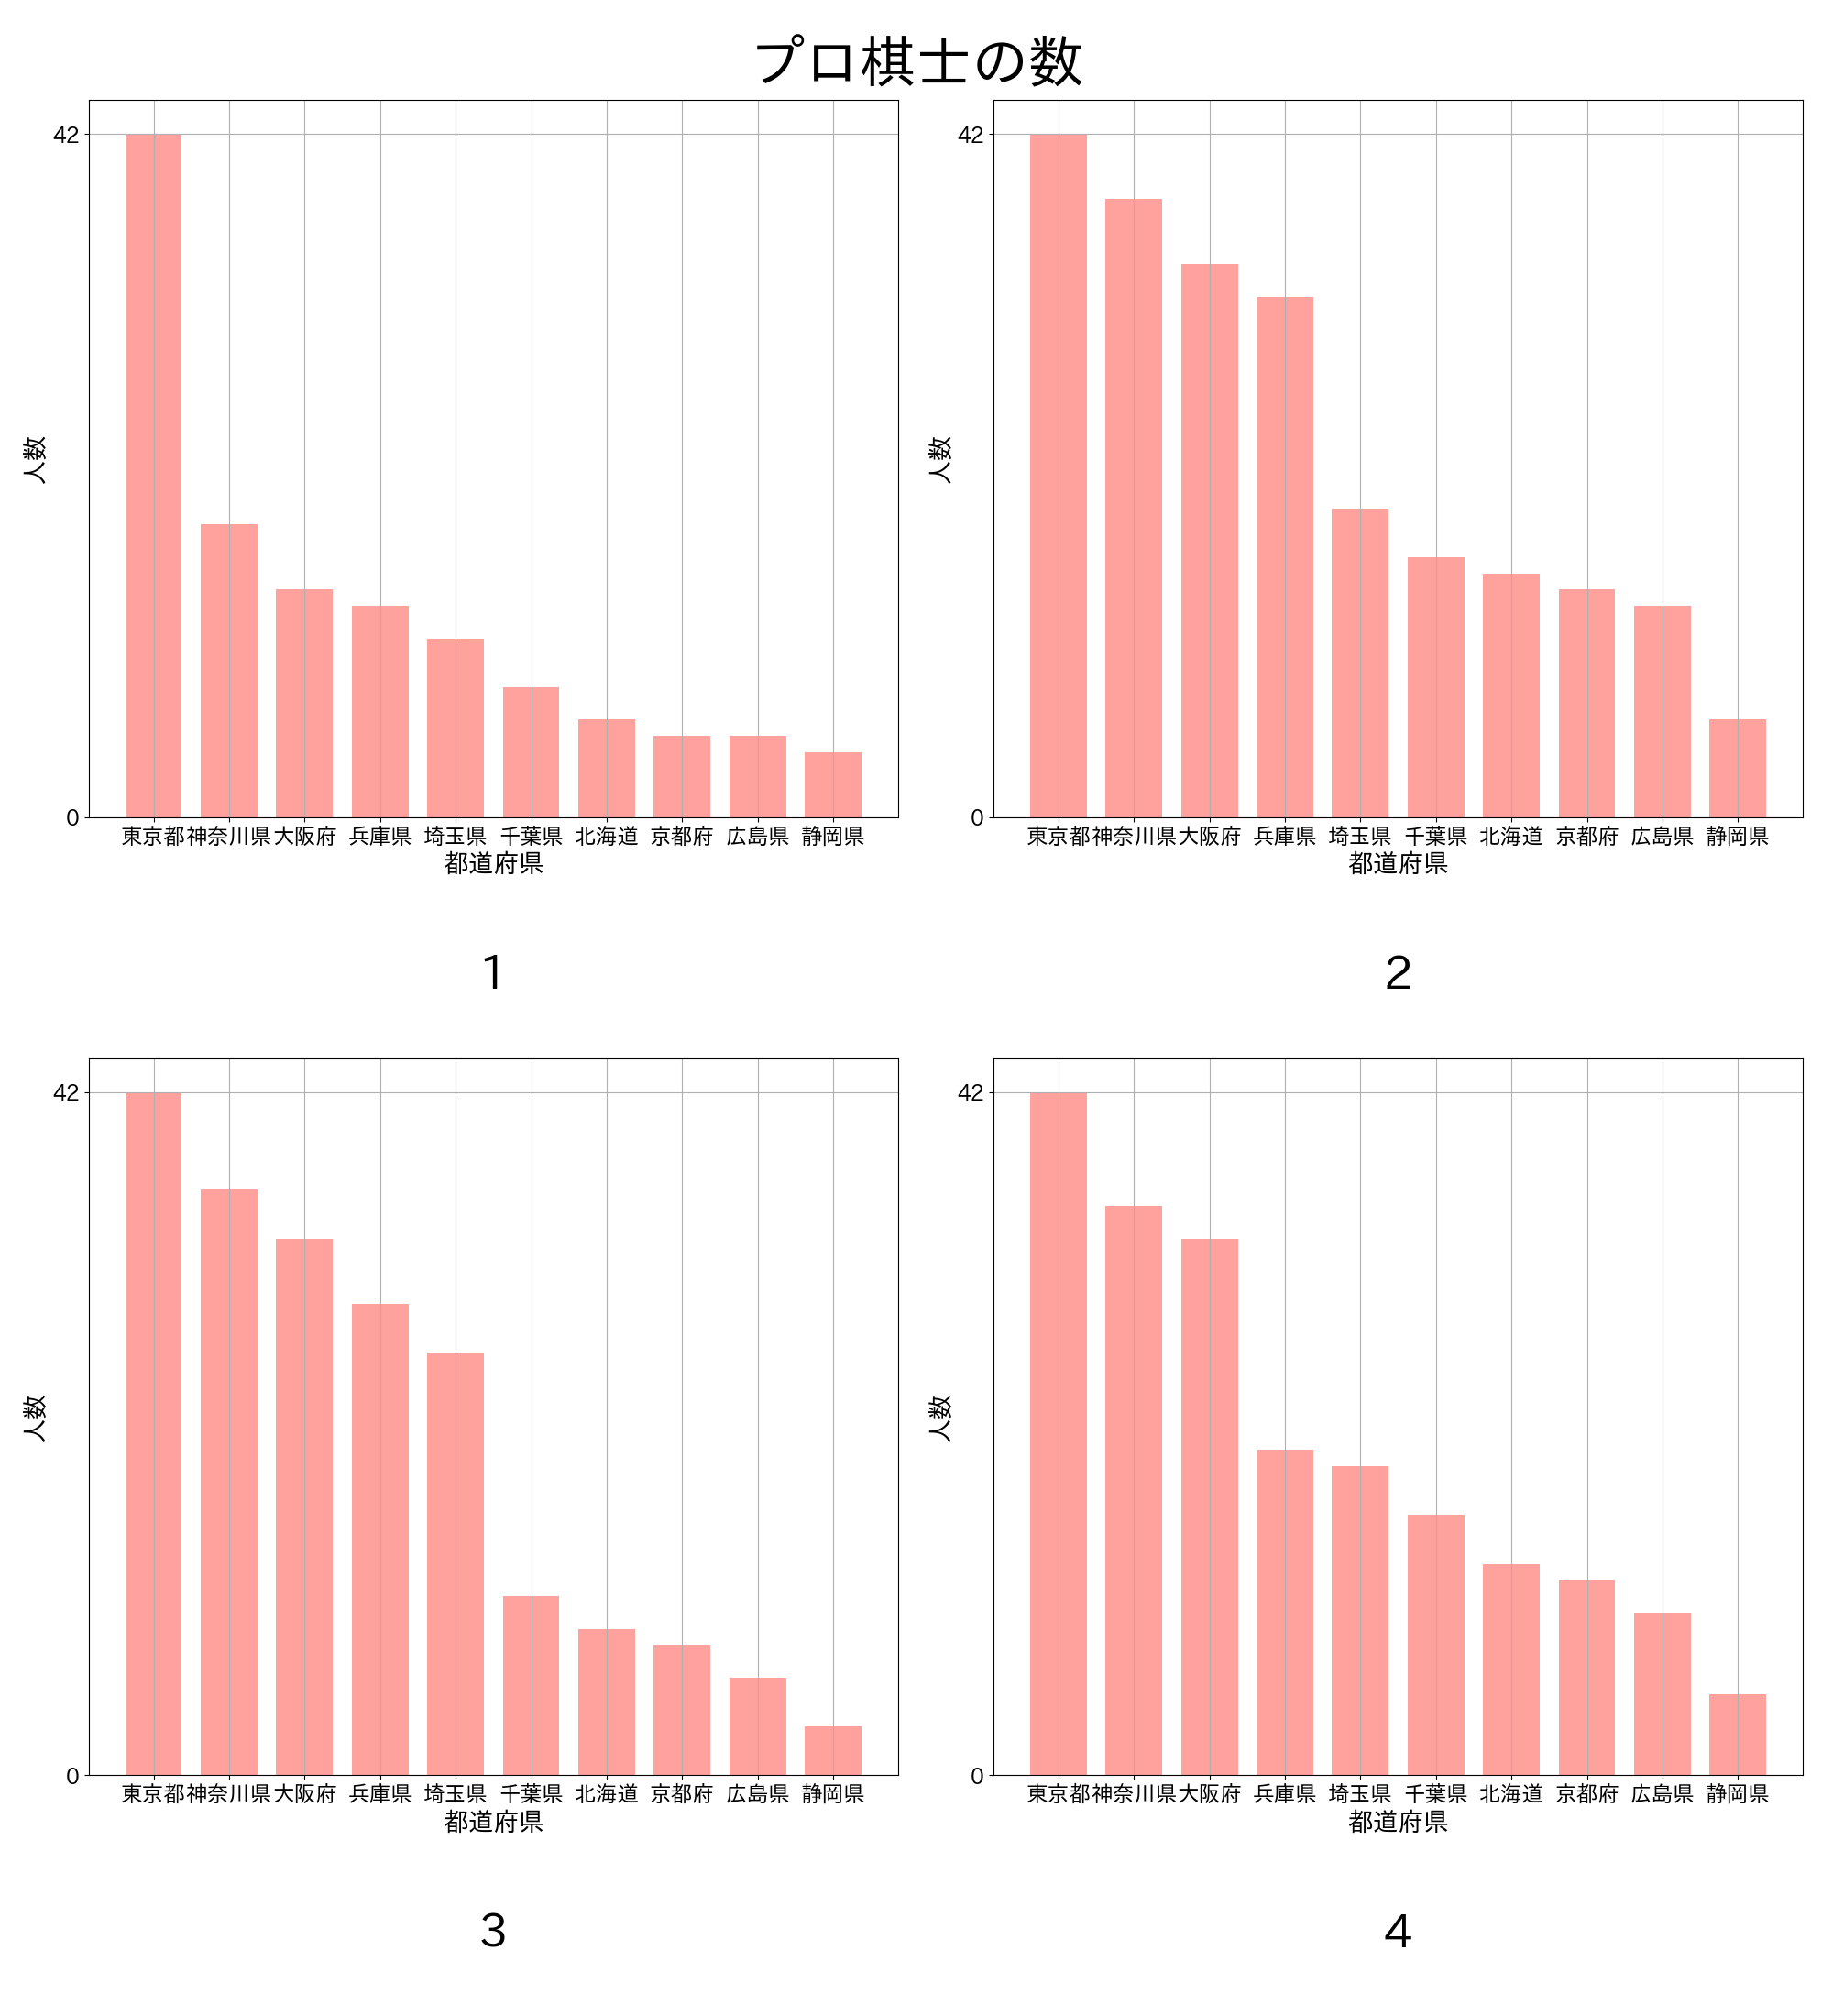 プロ棋士の数
42
0
人数
東京都 神奈川県 大阪府 兵庫県 埼玉県 千葉県 北海道 京都府 広島県 静岡県
都道府県
1
42
0
人数
東京都 神奈川県 大阪府 兵庫県 埼玉県 千葉県 北海道 京都府 広島県 静岡県
都道府県
2
42
0
人数
東京都 神奈川県 大阪府 兵庫県 埼玉県 千葉県 北海道 京都府 広島県 静岡県
都道府県
3
42
0
人数
東京都 神奈川県 大阪府 兵庫県 埼玉県 千葉県 北海道 京都府 広島県 静岡県
都道府県
4